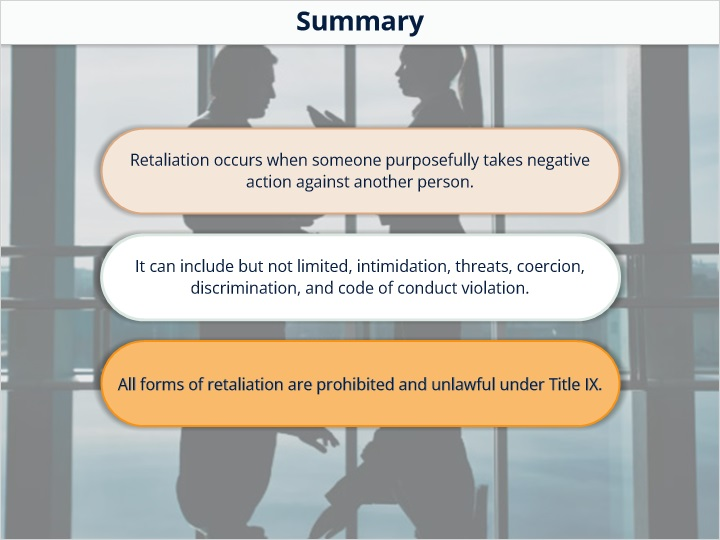 Summary
Retaliation occurs when someone purposefully takes negative
action against another person.
It can include but not limited, intimidation, threats, coercion,
discrimination, and code of conduct violation.
All forms of retaliation are prohibited and unlawful under Title IX.